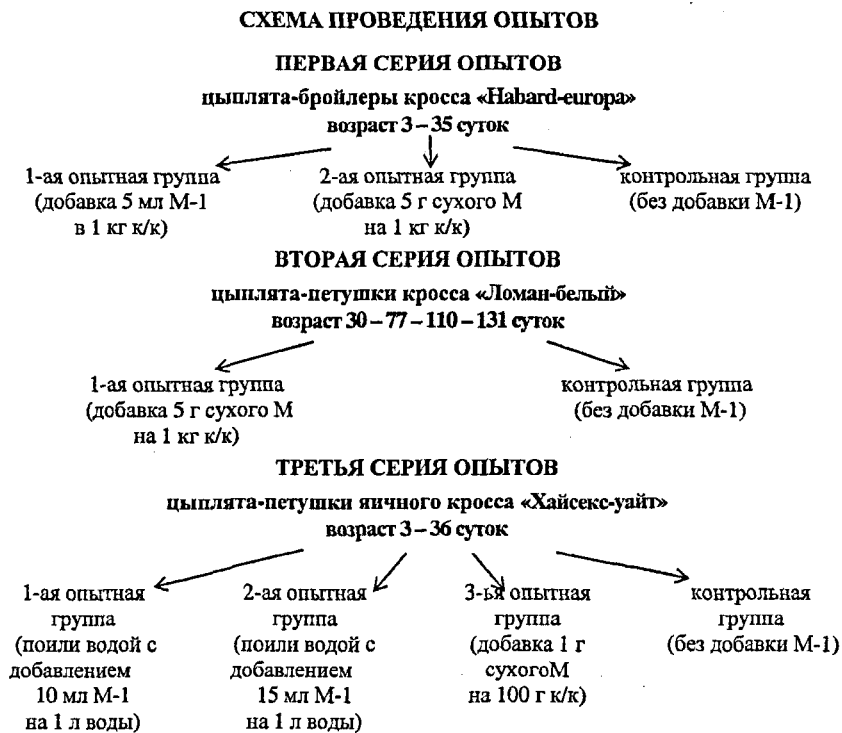 СХЕМА ПРОВЕДЕНИЯ ОПЫТОВ
ПЕРВАЯ СЕРИЯ ОПЫТОВ
цыплята-бройлеры кросса «Habard-europa»
возраст 3 – 35 суток
1-ая опытная группа
(добавка 5 мл М-1
в 1 кг к/к)
2-ая опытная группа
(добавка 5 г сухого М
на 1 кг к/к)
контрольная группа
(без добавки М-1)
ВТОРАЯ СЕРИЯ ОПЫТОВ
цыплята-петушки кросса «Ломан-белый»
возраст 30 – 77 – 110 – 131 суток
1-ая опытная группа
(добавка 5 г сухого М
на 1 кг к/к)
контрольная группа
(без добавки М-1)
ТРЕТЬЯ СЕРИЯ ОПЫТОВ
цыплята-петушки яичного кросса «Хайсекс-уайт»
возраст 3 – 36 суток
1-ая опытная
группа
(поили водой с
добавлением
10 мл М-1
на 1 л воды)
2-ая опытная
группа
(поили водой с
добавлением
15 мл М-1
на 1 л воды)
3-ья опытная
группа
(добавка 1 г
сухогоМ
на 100 г к/к)
контрольная
группа
(без добавки М-1)